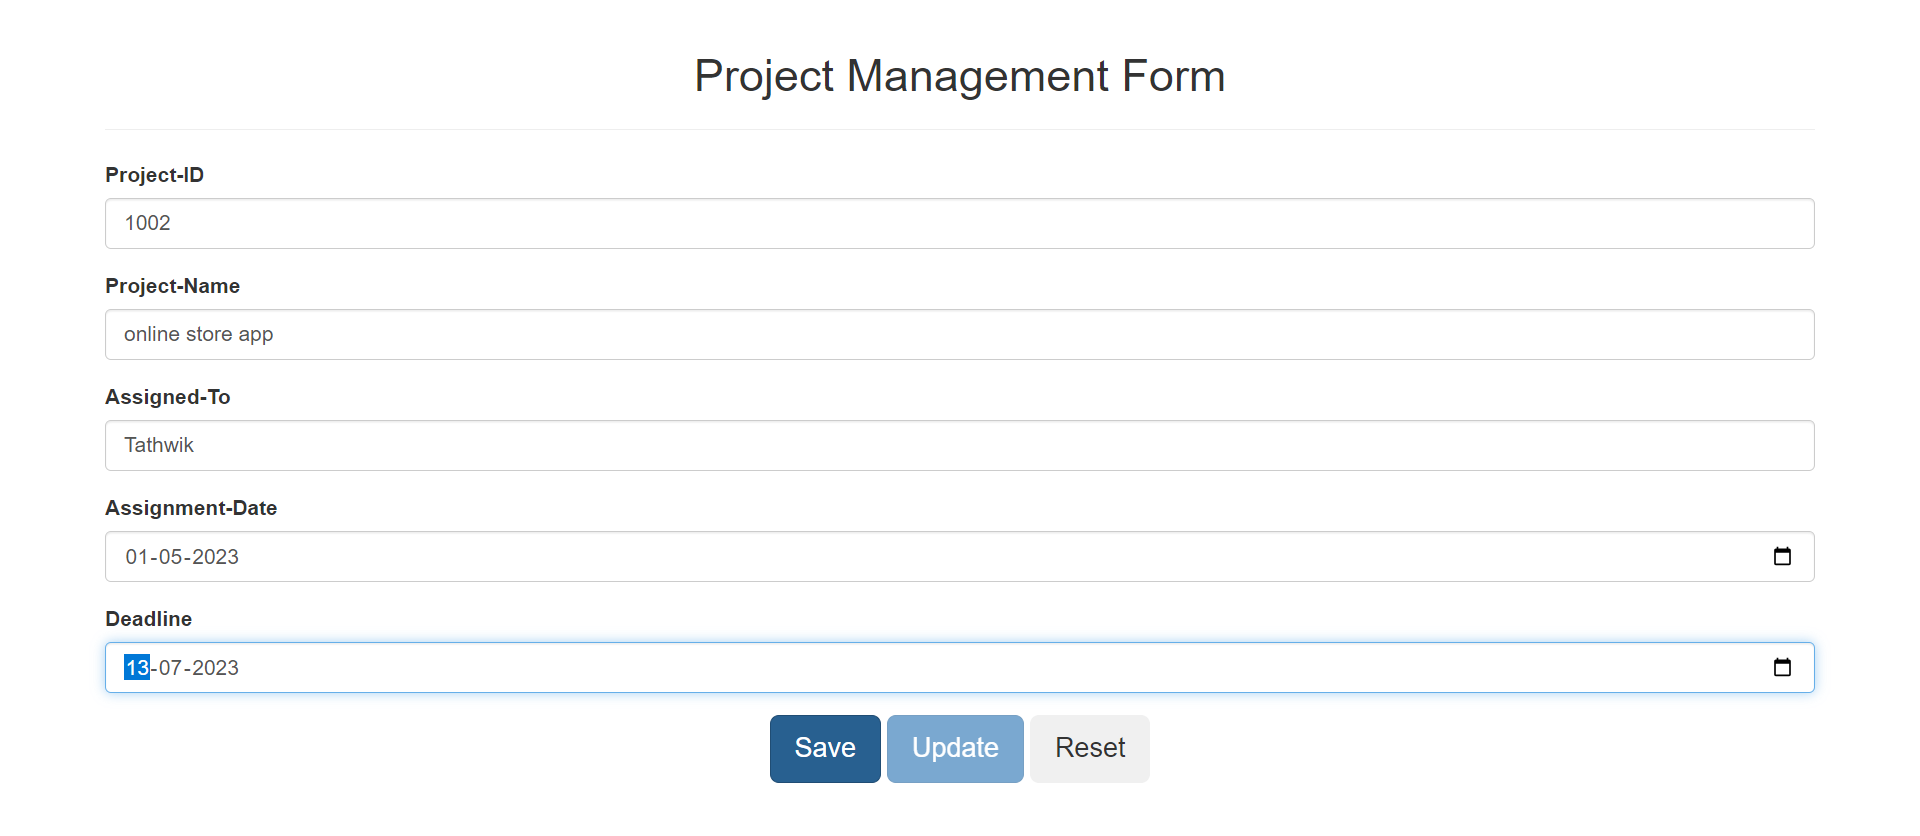 Project Management Form
Project-ID
1002
Project-Name
online store app
Assigned-To
Tathwik
Assignment-Date
01-05-2023
Deadline
13-07-2023
Save Update Reset